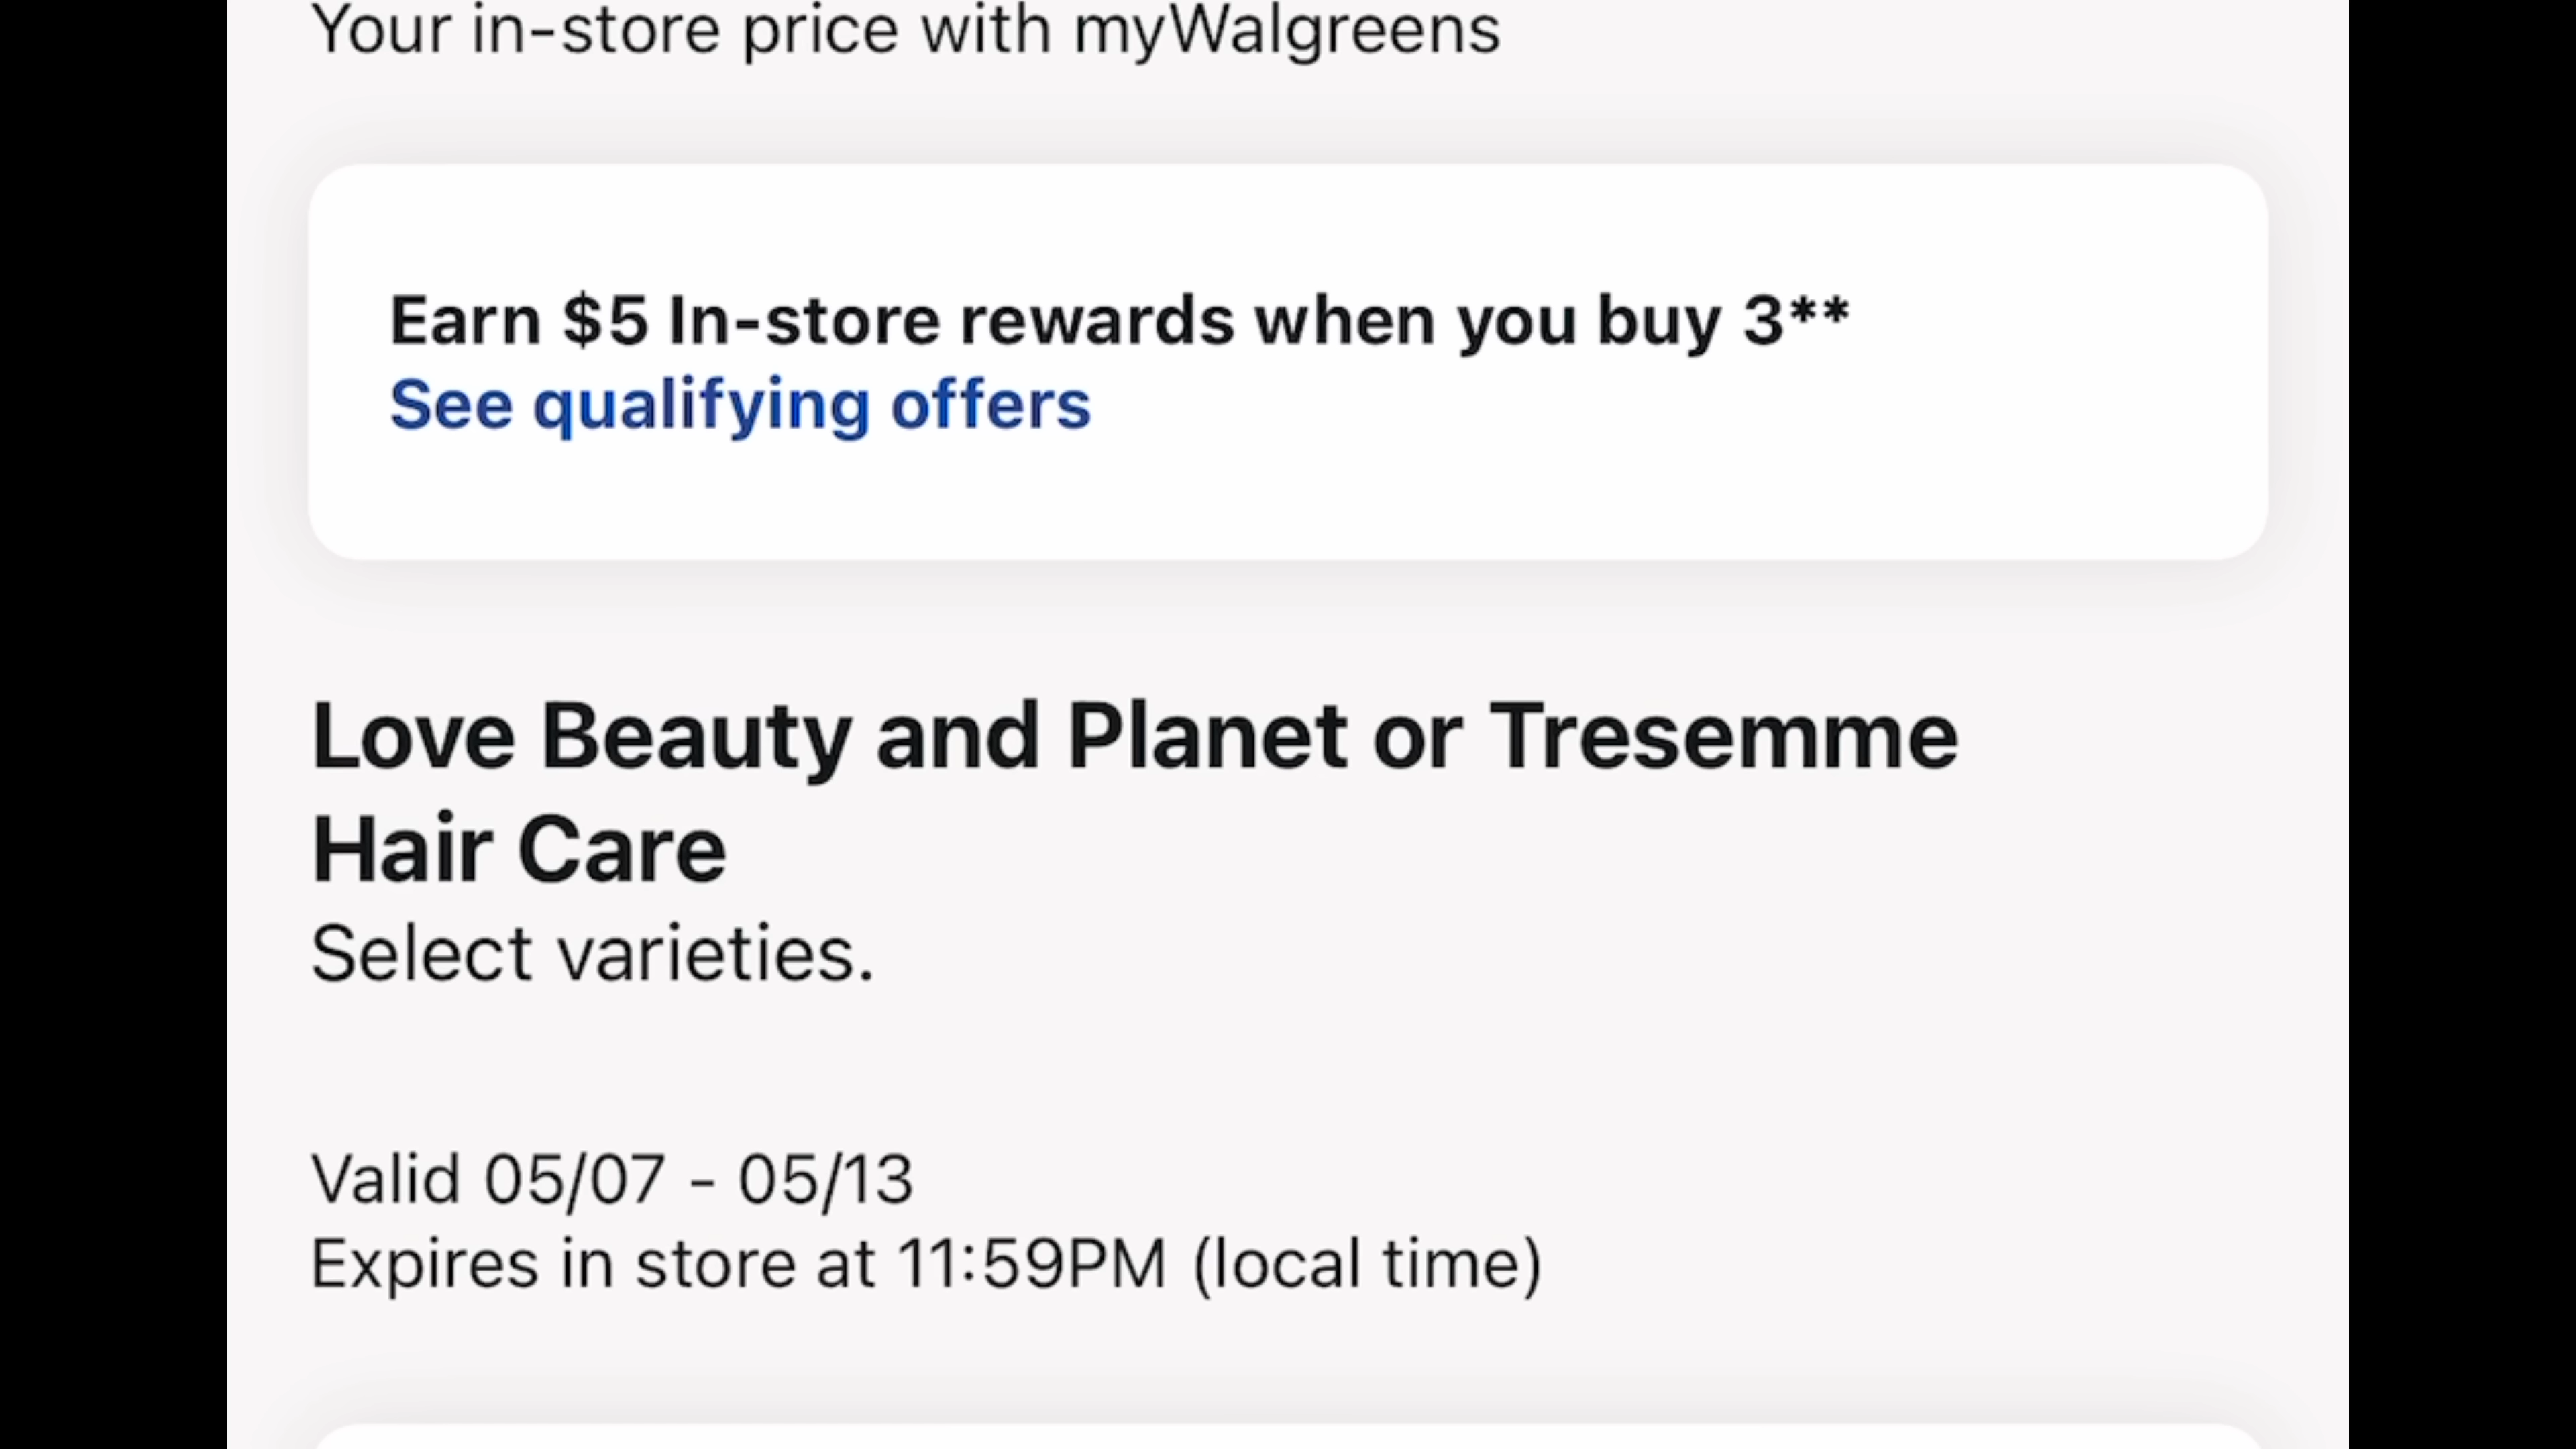 Your in-store price with myWalgreens
Earn $5 In-store rewards when you buy 3**
See qualifying offers
Love Beauty and Planet or Tresemme
Hair Care
Select varieties.
Valid 05/07 - 05/13
Expires in store at 11:59PM (local time)